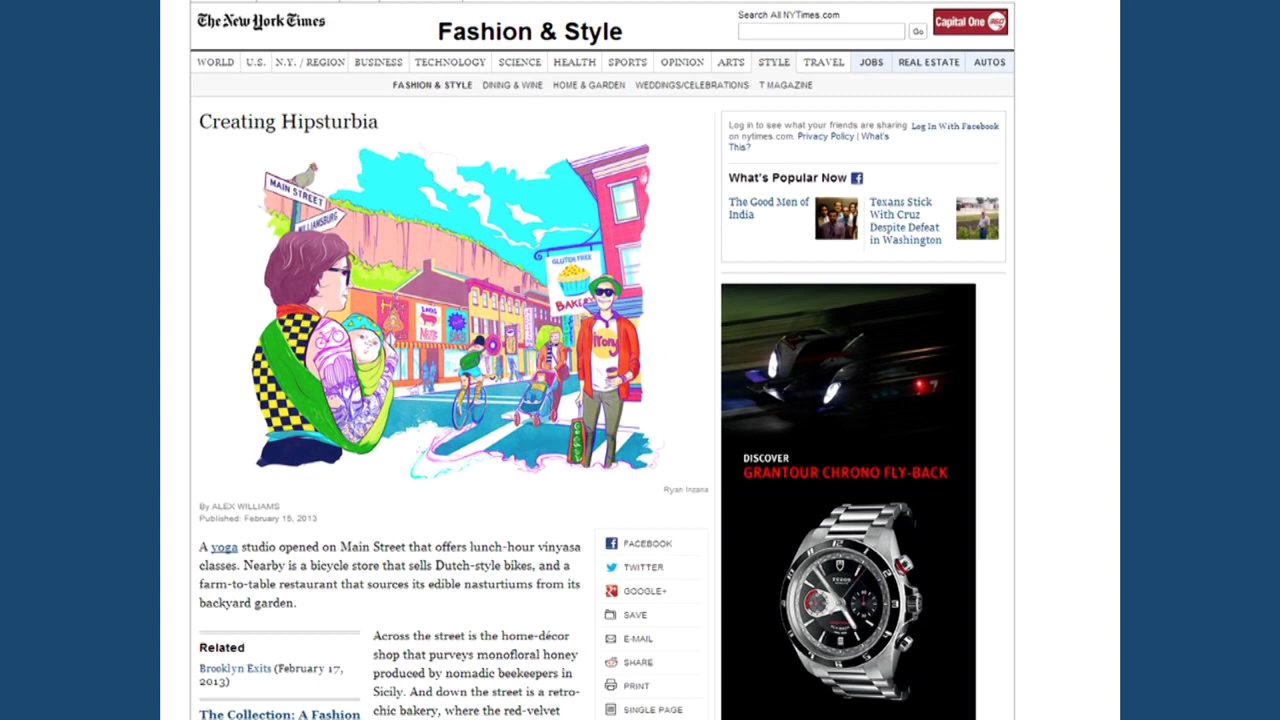 The New York Times
Fashion & Style
Search All NYTimes.com
Go
Capital One 360
WORLD U.S. N.Y. / REGION BUSINESS TECHNOLOGY SCIENCE HEALTH SPORTS OPINION ARTS STYLE TRAVEL JOBS REAL ESTATE AUTOS
FASHION & STYLE DINING & WINE HOME & GARDEN WEDDINGS/CELEBRATIONS T MAGAZINE
Creating Hipsturbia
MAIN STREET
WILLIAMSBURG
GLUTEN FREE
BAKERY
Ryan Inzana
By ALEX WILLIAMS
Published: February 15, 2013
A yoga studio opened on Main Street that offers lunch-hour vinyasa
classes. Nearby is a bicycle store that sells Dutch-style bikes, and a
farm-to-table restaurant that sources its edible nasturtiums from its
backyard garden.
Related
Brooklyn Exits (February 17,
2013)
The Collection: A Fashion
Across the street is the home-décor
shop that purveys monofloral honey
produced by nomadic beekeepers in
Sicily. And down the street is a retro-
chic bakery, where the red-velvet
FACEBOOK
TWITTER
GOOGLE+
SAVE
E-MAIL
SHARE
PRINT
SINGLE PAGE
Log in to see what your friends are sharing
on nytimes.com. Privacy Policy | What's
This?
Log In With Facebook
What's Popular Now
The Good Men of
India
Texans Stick
With Cruz
Despite Defeat
in Washington
DISCOVER
GRANTOUR CHRONO FLY-BACK
TUDOR